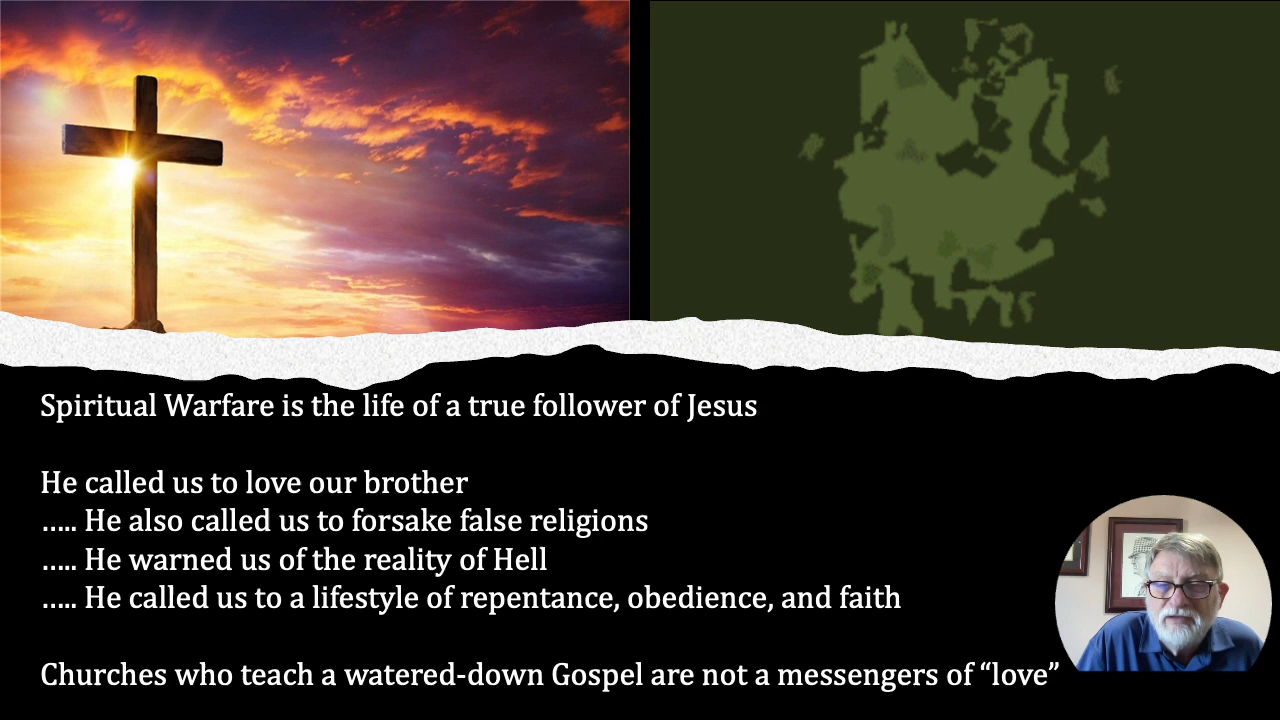 Spiritual Warfare is the life of a true follower of Jesus
He called us to love our brother
..... He also called us to forsake false religions
..... He warned us of the reality of Hell
..... He called us to a lifestyle of repentance, obedience, and faith
Churches who teach a watered-down Gospel are not a messengers of “love”